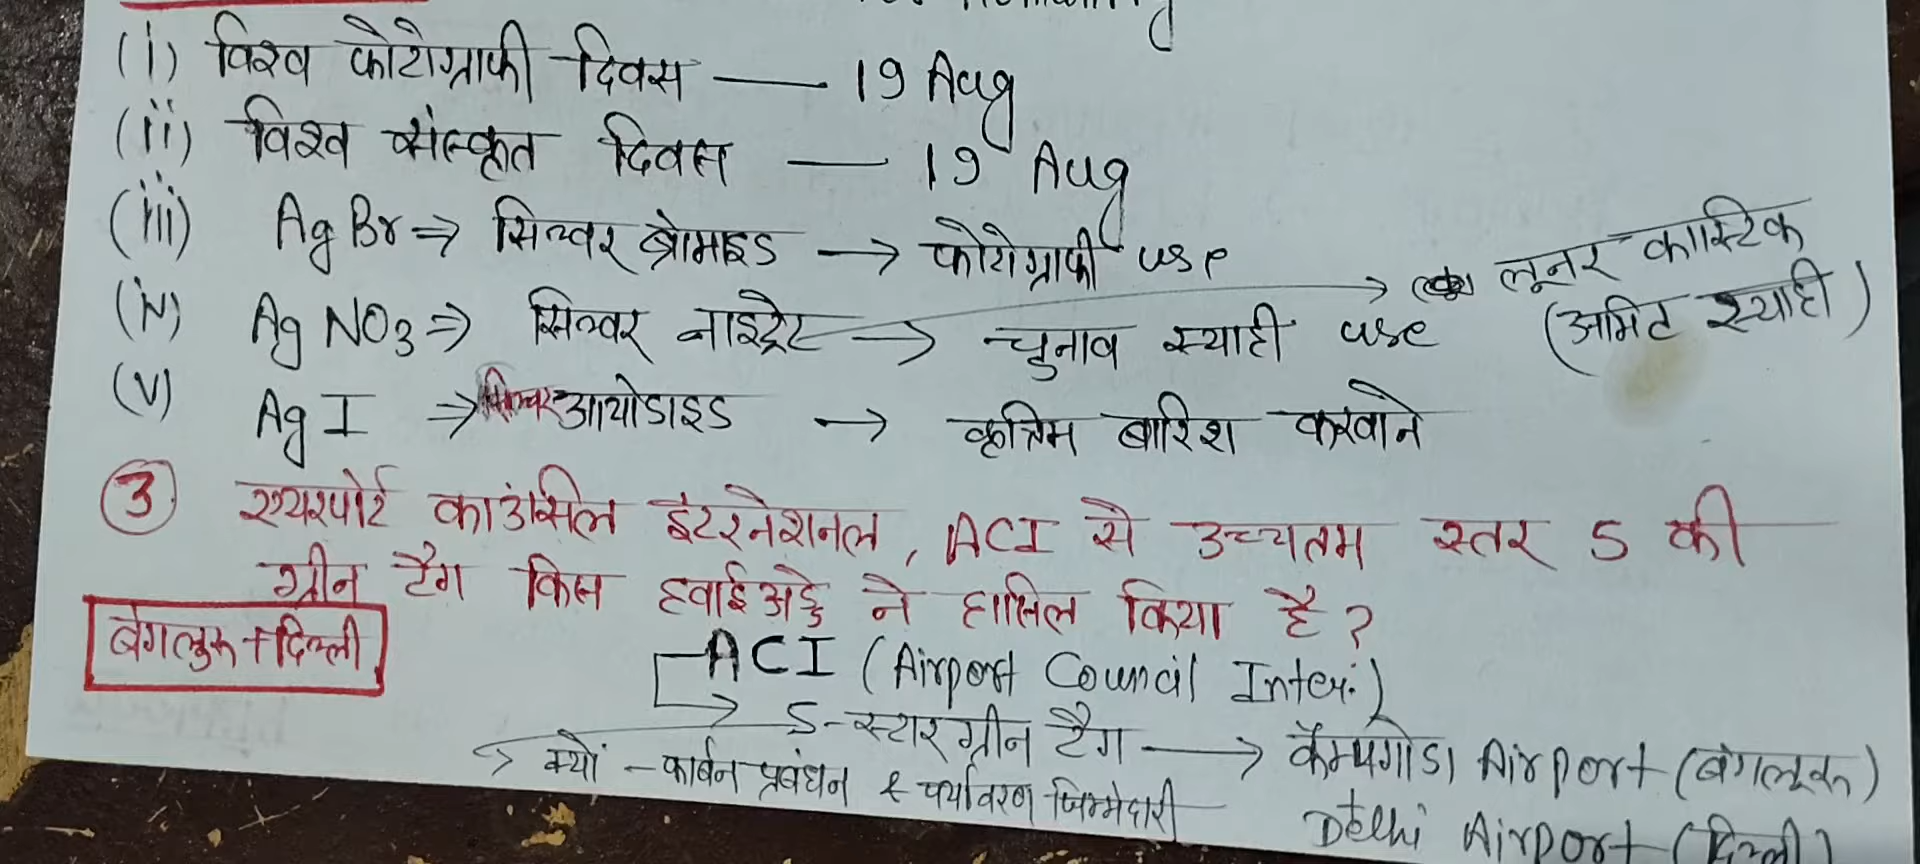 (i) विश्व फोटोग्राफी दिवस — 19 Aug
(ii) विश्व संस्कृत दिवस — 19 Aug
(iii) AgBr ⇒ सिल्वर ब्रोमाइड → फोटोग्राफी use
(iv) AgNO3 ⇒ सिल्वर नाइट्रेट → चुनाव स्याही use → लूनर कास्टिक
(अमिट स्याही)
(v) AgI ⇒ सिल्वर आयोडाइड → कृत्रिम बारिश करवाने
③ एयरपोर्ट काउंसिल इंटरनेशनल, ACI से उच्चतम स्तर 5 की
ग्रीन टैग किस हवाईअड्डे ने हासिल किया है?
बेंगलुरू + दिल्ली
ACI (Airport Council Inter.)
→ 5-स्टार ग्रीन टैग → कैम्पगोडा Airport (बेंगलूरू)
→ क्यों - कार्बन प्रबंधन & पर्यावरण जिम्मेदारी
Delhi Airport (दिल्ली)